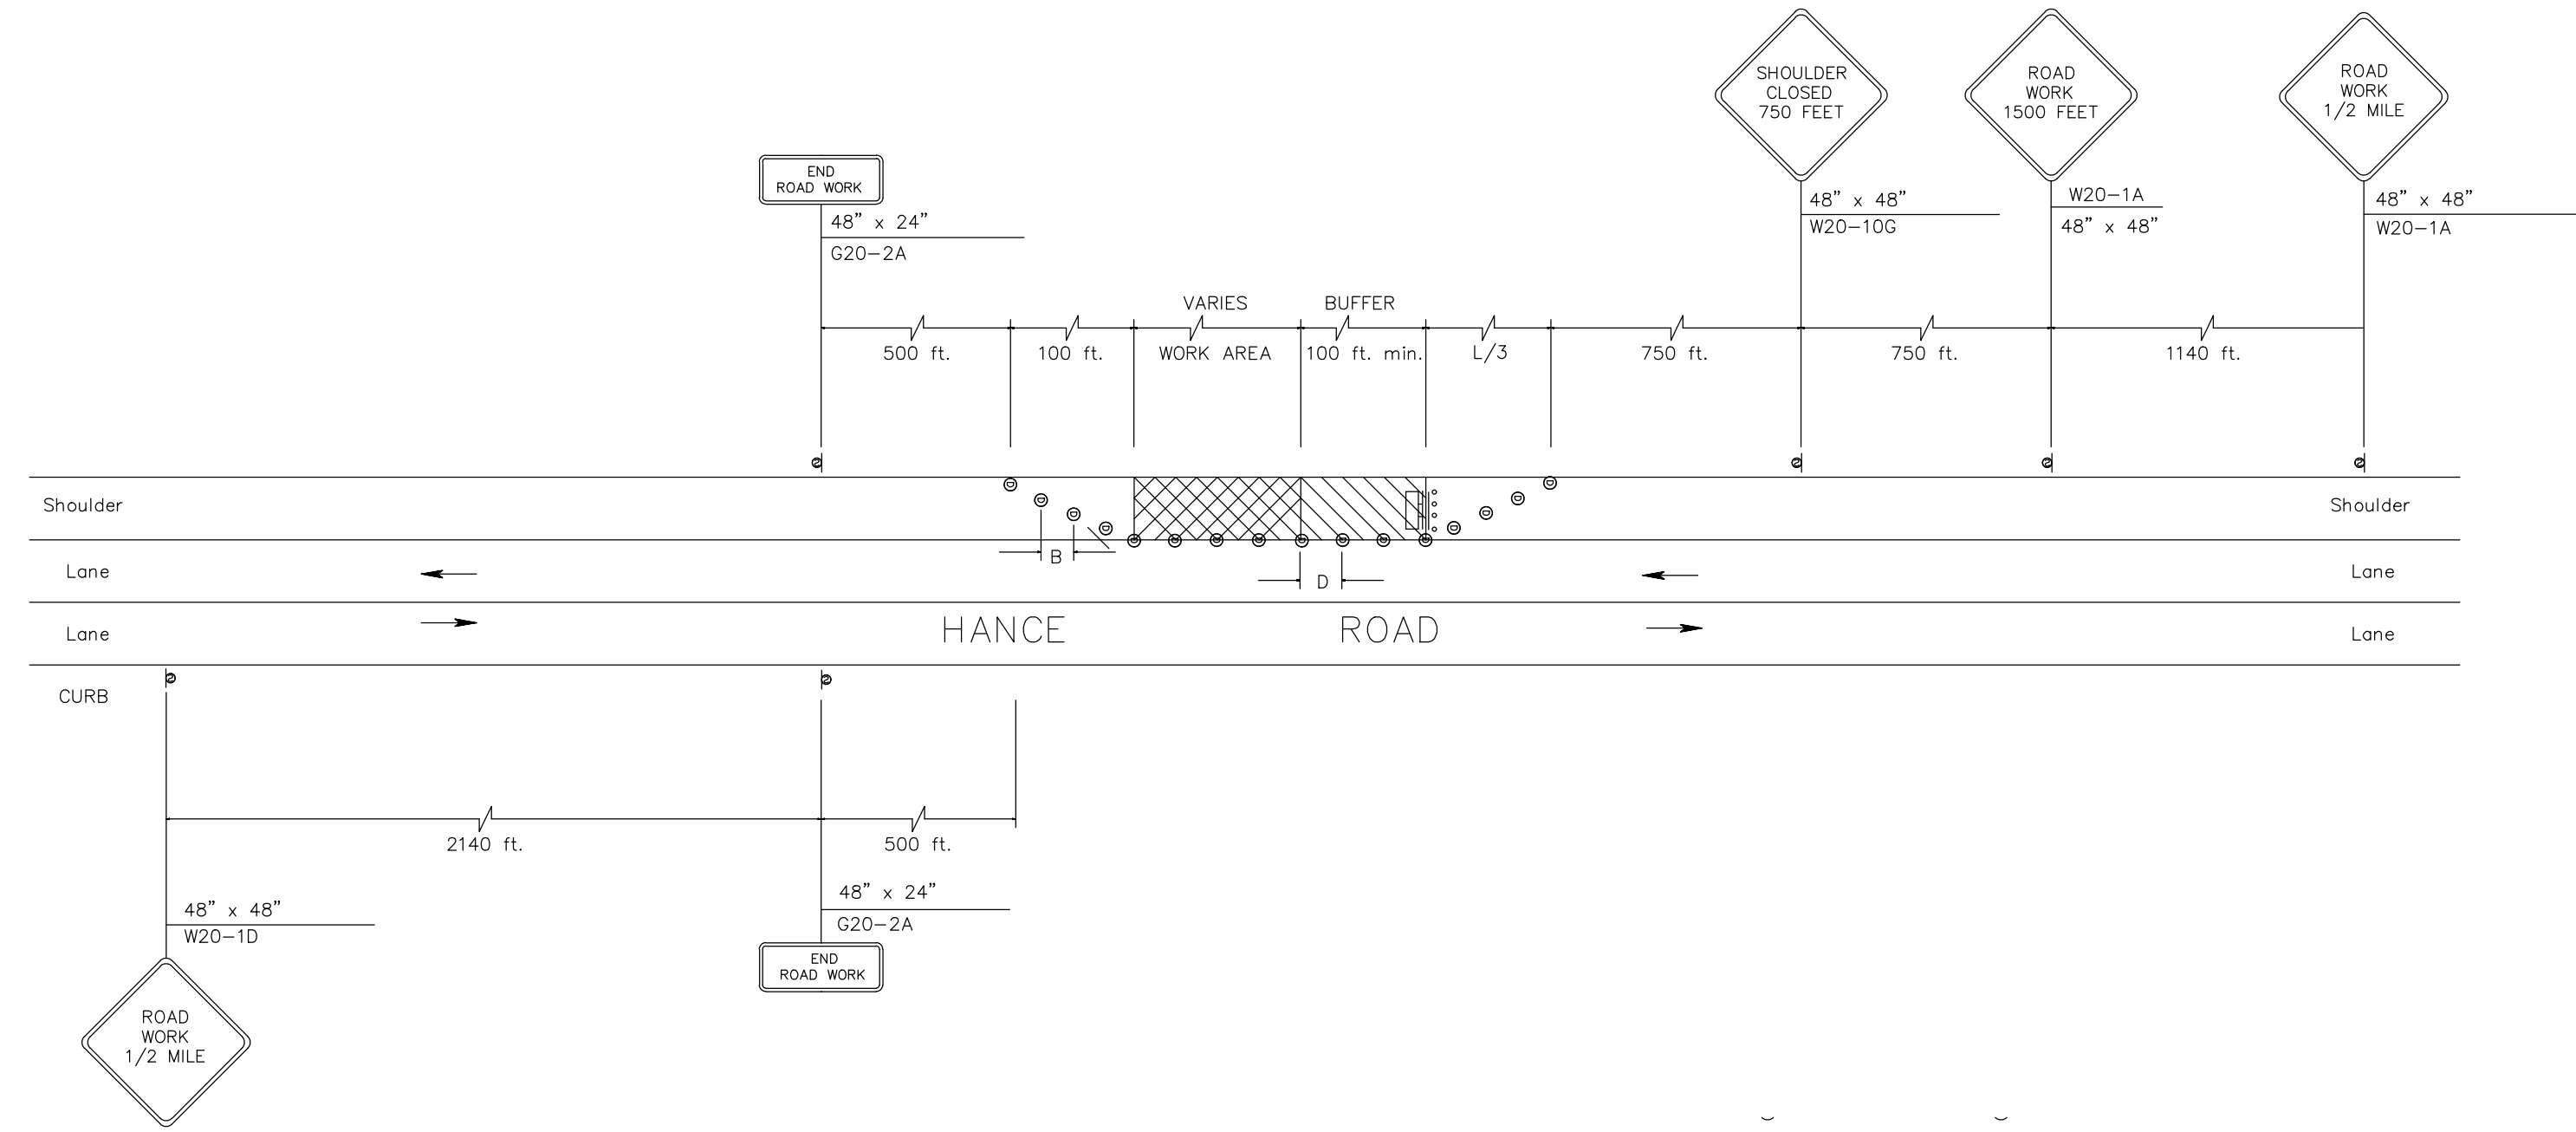 SHOULDER
CLOSED
750 FEET
ROAD
WORK
1500 FEET
ROAD
WORK
1/2 MILE
END
ROAD WORK
48” x 24”
G20-2A
48” x 48”
W20-10G
W20-1A
48” x 48”
48” x 48”
W20-1A
VARIES
BUFFER
500 ft.
100 ft.
WORK AREA
100 ft. min.
L/3
750 ft.
750 ft.
1140 ft.
Shoulder
Shoulder
B
D
Lane
Lane
Lane
HANCE ROAD
Lane
CURB
2140 ft.
500 ft.
48” x 24”
G20-2A
48” x 48”
W20-1D
END
ROAD WORK
ROAD
WORK
1/2 MILE